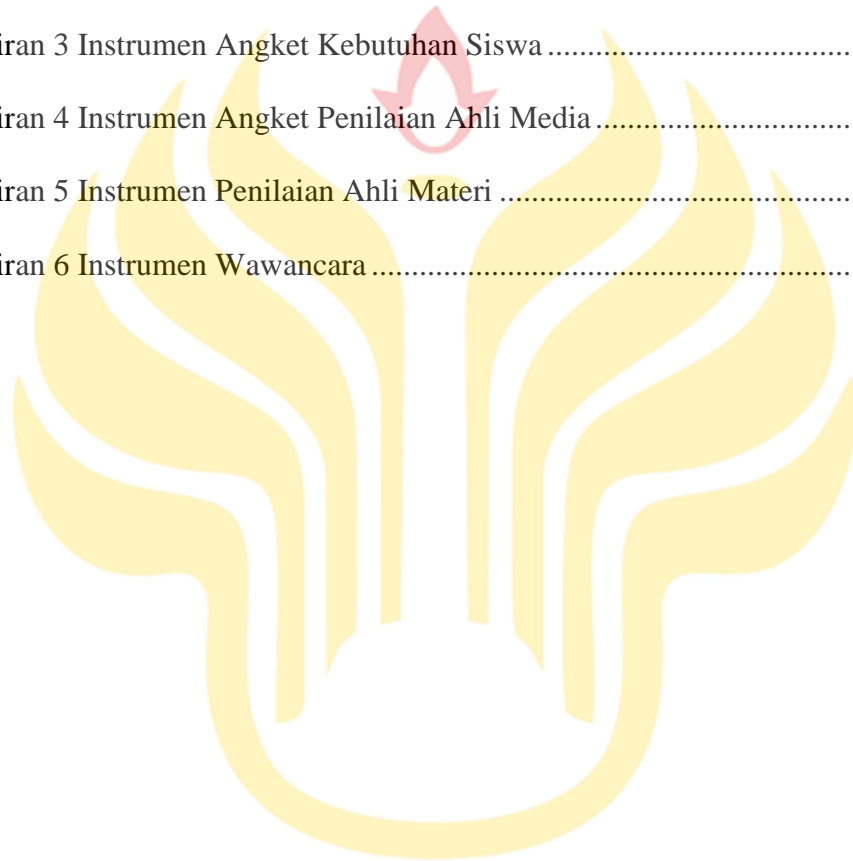 iran 3 Instrumen Angket Kebutuhan Siswa ......................................
iran 4 Instrumen Angket Penilaian Ahli Media ................................
iran 5 Instrumen Penilaian Ahli Materi ............................................
iran 6 Instrumen Wawancara ............................................................